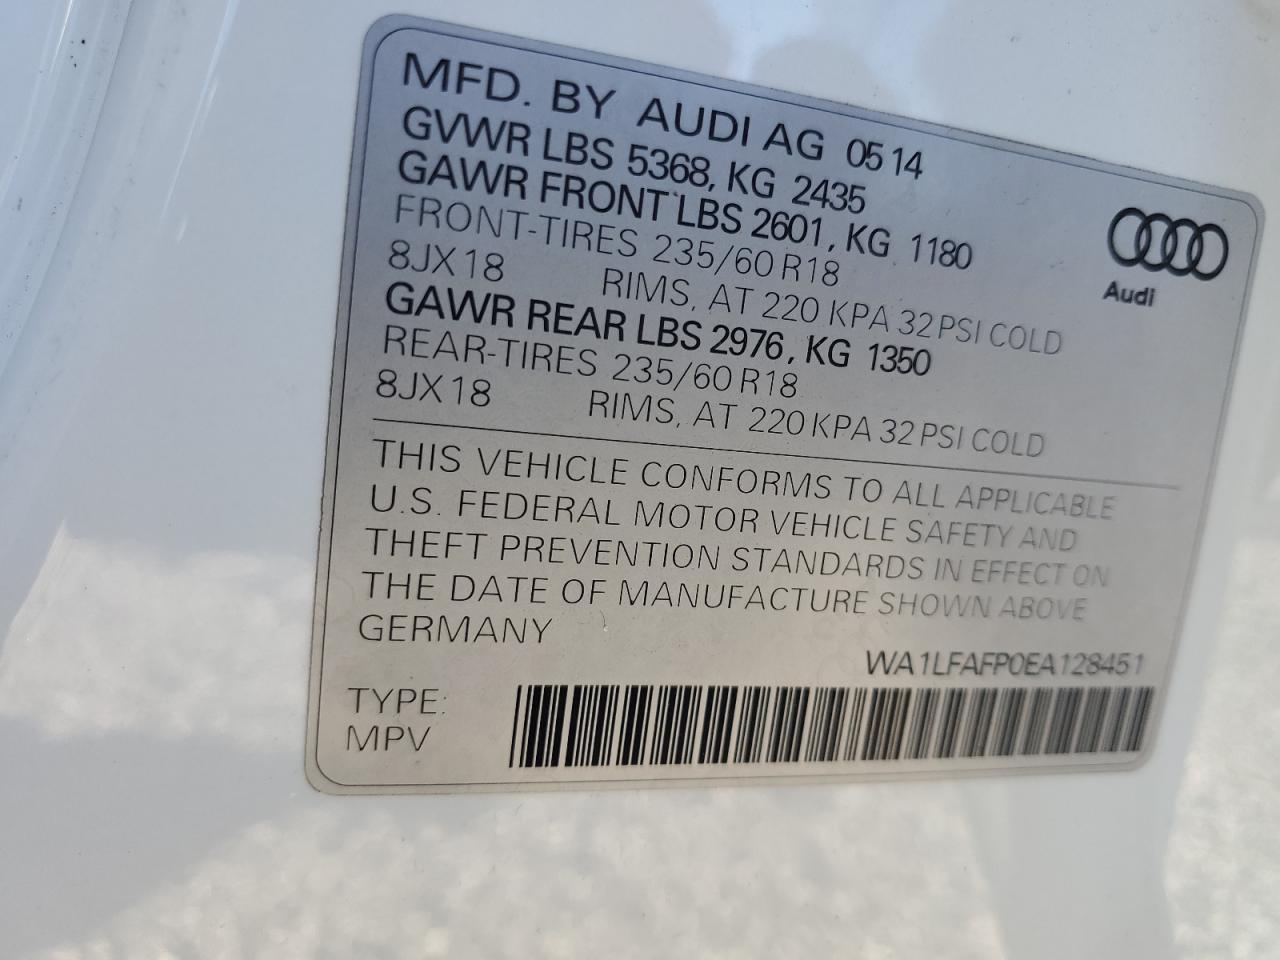 MFD. BY AUDI AG 05 14
GVWR LBS 5368, KG 2435
GAWR FRONT LBS 2601, KG 1180
FRONT-TIRES 235/60 R18
8JX18 RIMS, AT 220 KPA 32 PSI COLD
GAWR REAR LBS 2976, KG 1350
REAR-TIRES 235/60 R18
8JX18 RIMS, AT 220 KPA 32 PSI COLD
Audi
THIS VEHICLE CONFORMS TO ALL APPLICABLE
U.S. FEDERAL MOTOR VEHICLE SAFETY AND
THEFT PREVENTION STANDARDS IN EFFECT ON
THE DATE OF MANUFACTURE SHOWN ABOVE
GERMANY
WA1LFAFP0EA128451
TYPE:
MPV